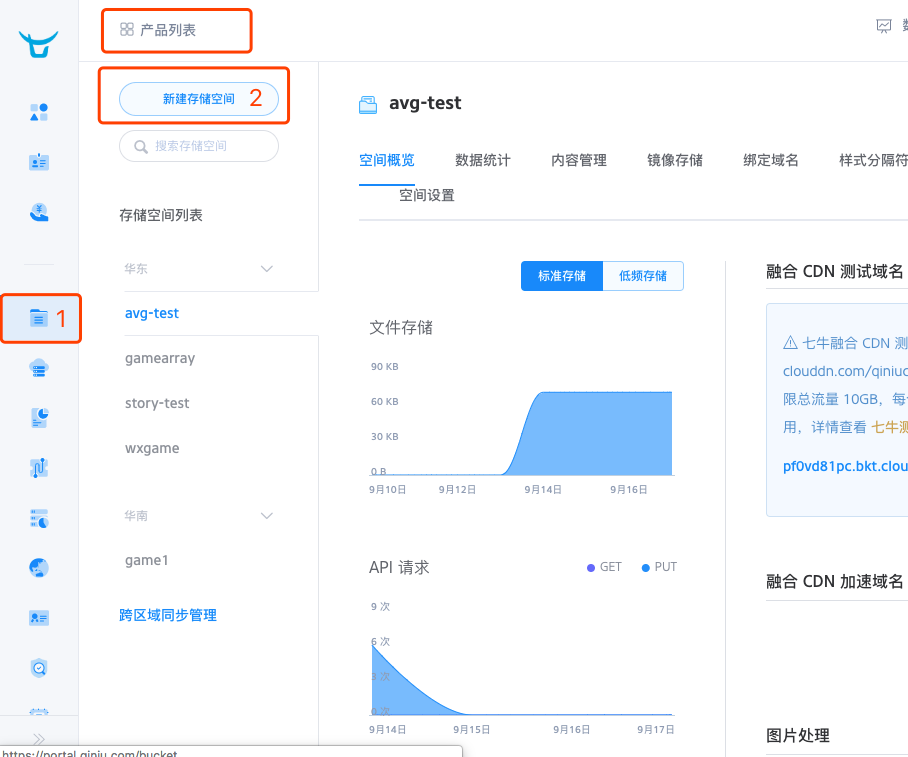 产品列表
新建存储空间 2
搜索存储空间
存储空间列表
华东
avg-test
gamearray
story-test
wxgame
华南
game1
跨区域同步管理
1
avg-test
空间概览 数据统计 内容管理 镜像存储 绑定域名 样式分隔符
空间设置
标准存储 低频存储
文件存储
90 KB
60 KB
30 KB
0 B
9月10日 9月12日 9月14日 9月16日
API 请求
GET PUT
9 次
6 次
3 次
0 次
9月14日 9月15日 9月16日 9月17日
融合 CDN 测试域名
七牛融合 CDN 测
clouddn.com/qiniuc
限总流量 10GB，每
用，详情查看 七牛测
pf0vd81pc.bkt.clou
融合 CDN 加速域名
图片处理
https://portal.qiniu.com/bucket